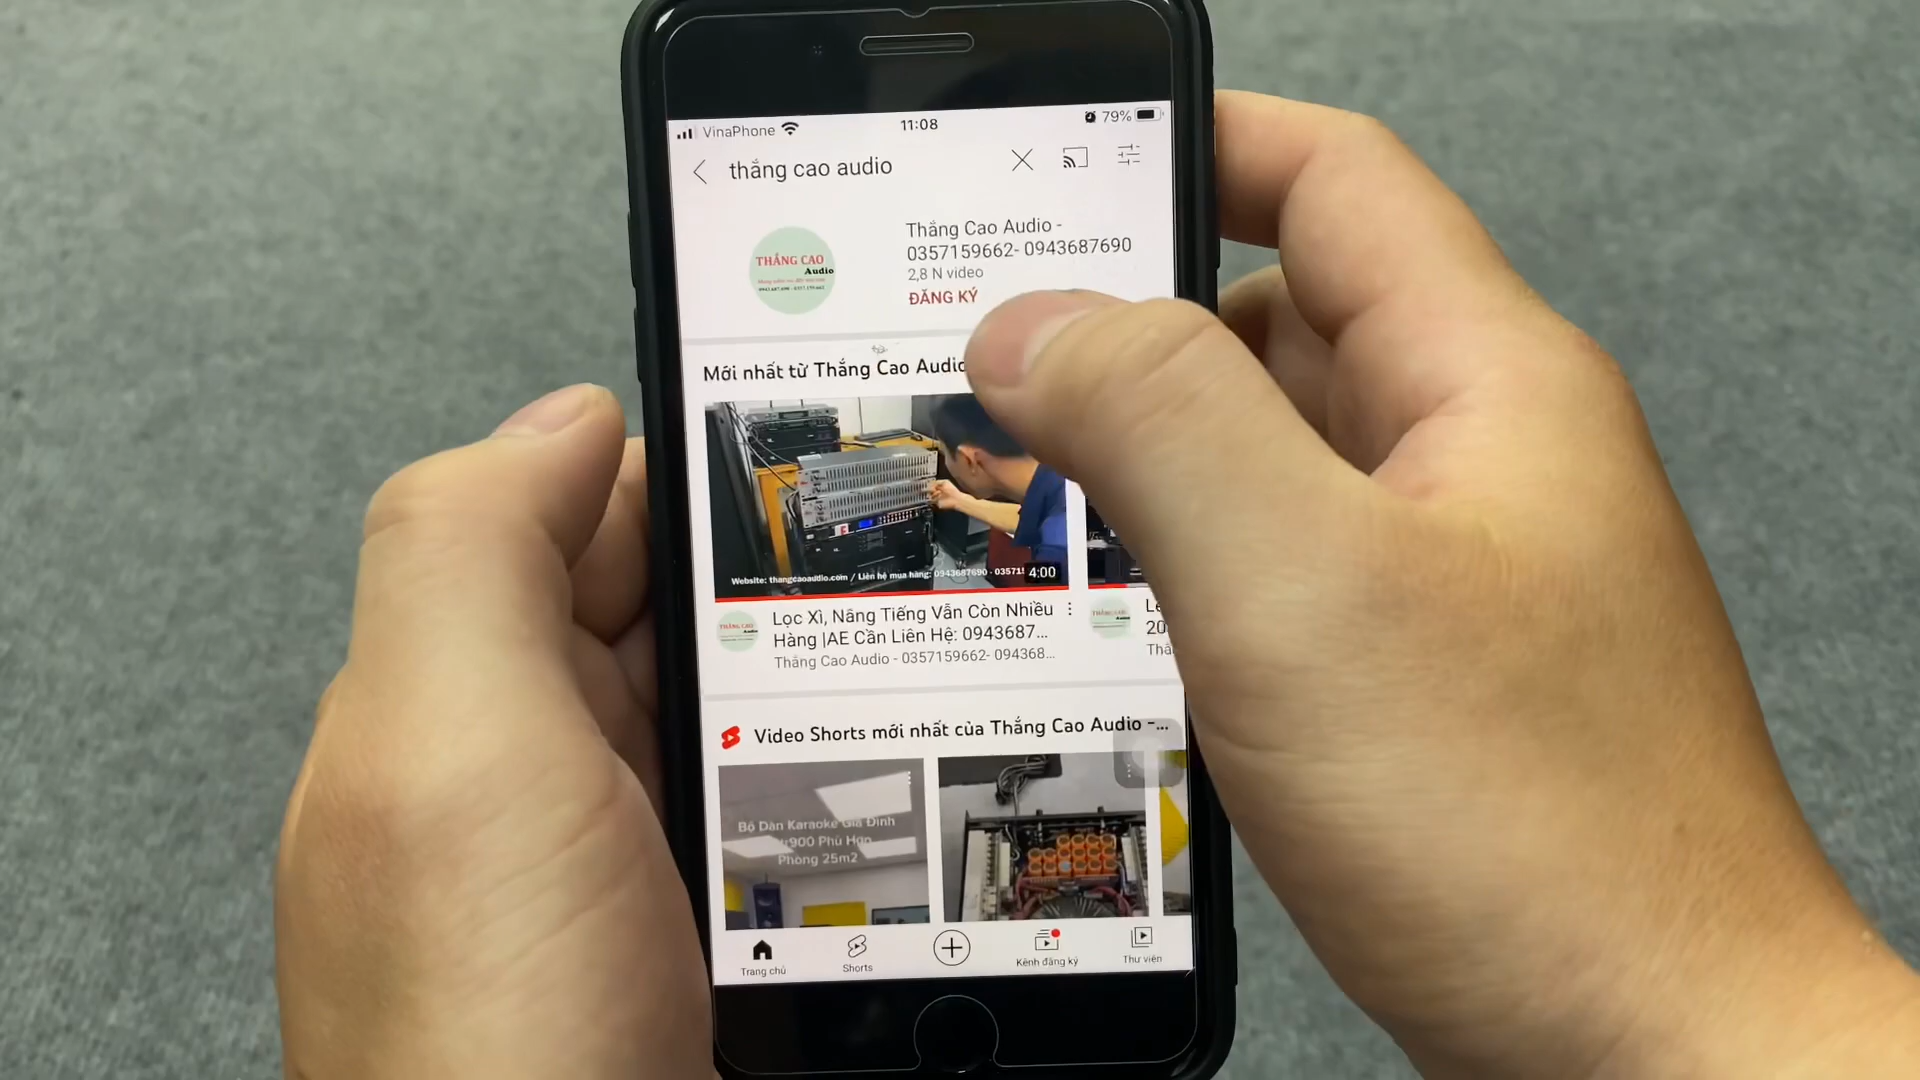 VinaPhone
11:08
79%
thắng cao audio
THẮNG CAO
Audio
Thắng Cao Audio -
0357159662- 0943687690
2,8 N video
ĐĂNG KÝ
Mới nhất từ Thắng Cao Audio
Website: thangcaoaudio.com / Liên hệ mua hàng: 0943687690 - 03571
4:00
THẮNG CAO
Audio
Lọc Xì, Nâng Tiếng Vẫn Còn Nhiều
Hàng |AE Cần Liên Hệ: 0943687...
Thắng Cao Audio - 0357159662- 094368...
20
Video Shorts mới nhất của Thắng Cao Audio -...
Bộ Dàn Karaoke Gia Đình
900 Phù Hợp
Phòng 25m2
Trang chủ
Shorts
Kênh đăng ký
Thư viện